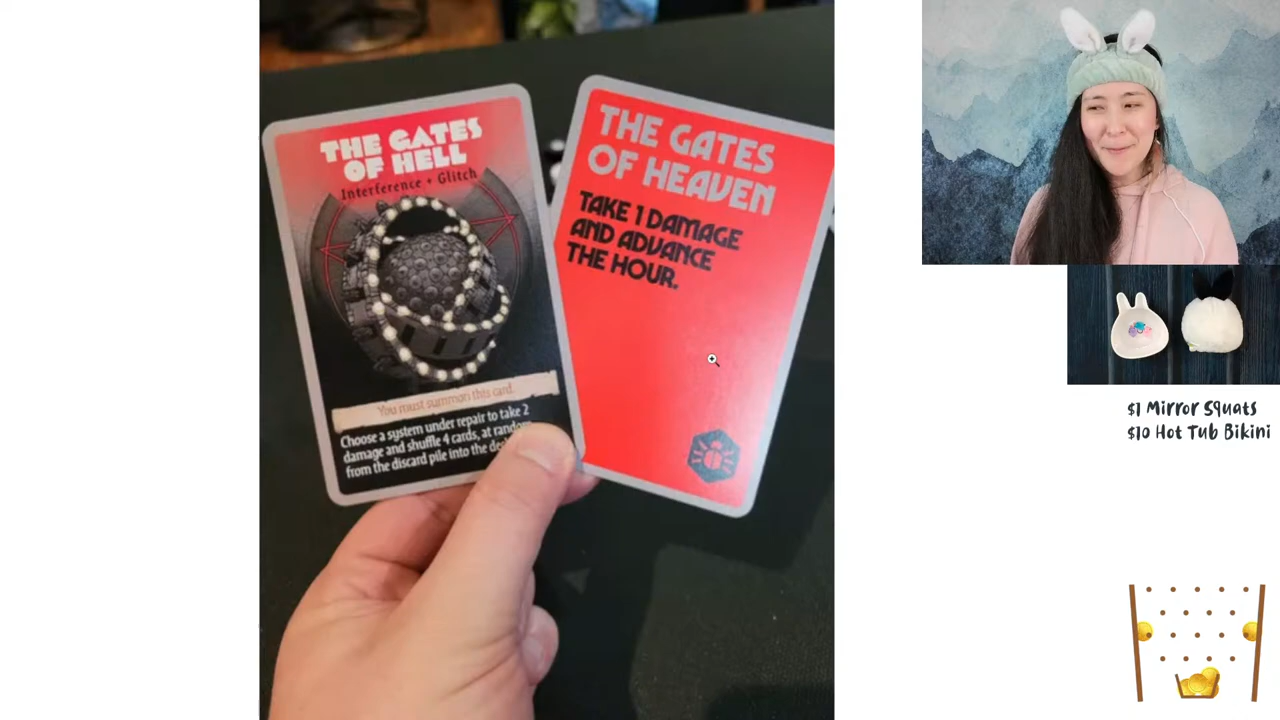 THE GATES
OF HELL
Interference + Glitch
You must summon this card.
Choose a system under repair to take 2
damage and shuffle 4 cards, at random
from the discard pile into the
THE GATES
OF HEAVEN
TAKE 1 DAMAGE
AND ADVANCE
THE HOUR.
$1 Mirror Squats
$10 Hot Tub Bikini